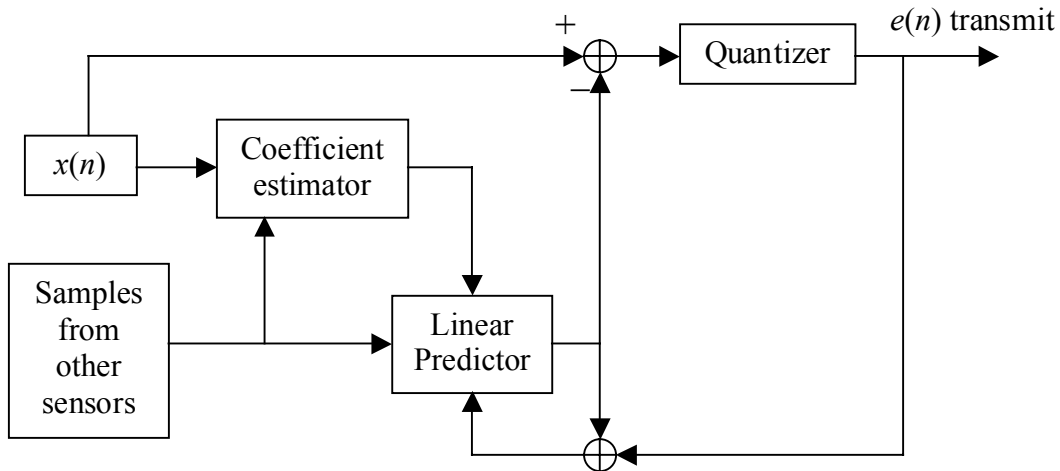 e(n) transmit
+
Quantizer
−
x(n)
Coefficient
estimator
Samples
from
other
sensors
Linear
Predictor